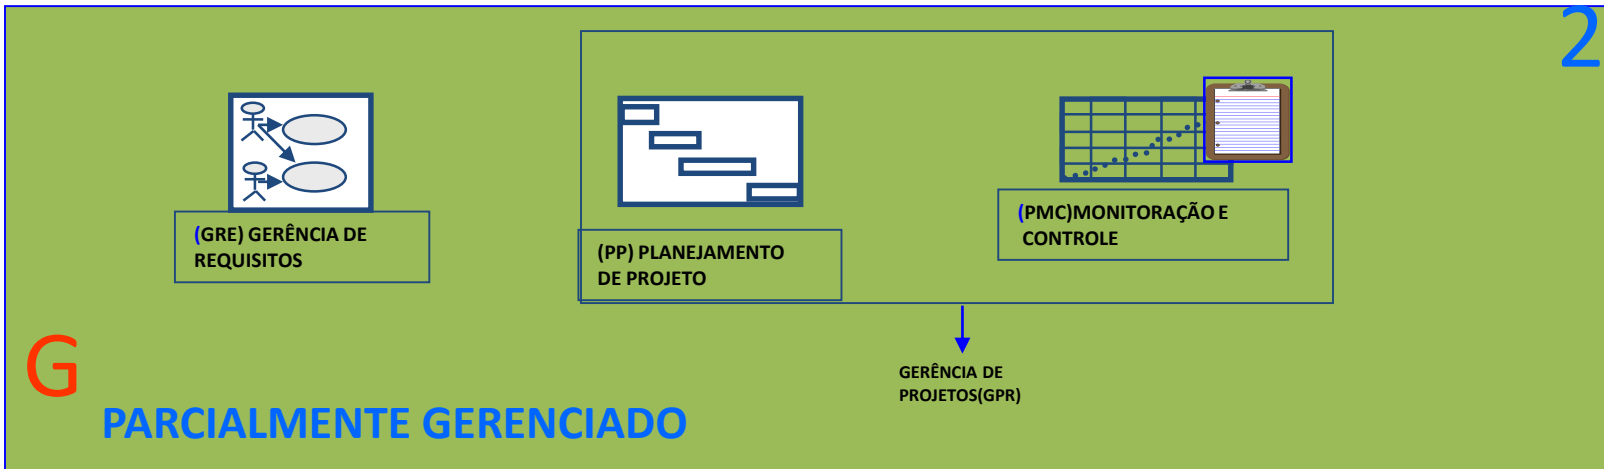 2
(GRE) GERÊNCIA DE
REQUISITOS
(PP) PLANEJAMENTO
DE PROJETO
(PMC)MONITORAÇÃO E
CONTROLE
GERÊNCIA DE
PROJETOS(GPR)
G
PARCIALMENTE GERENCIADO